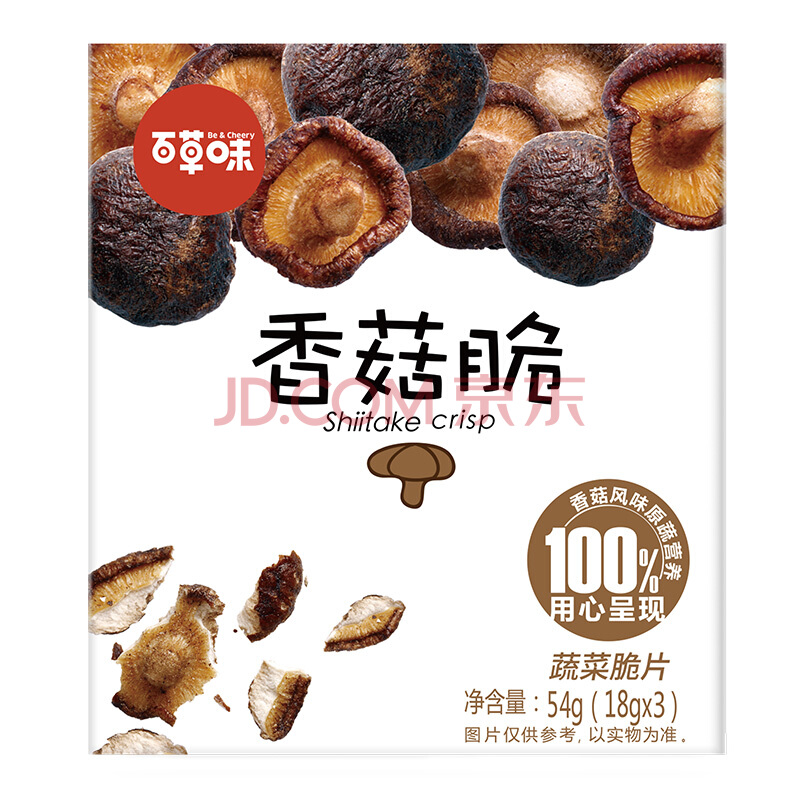 Be & Cheery
百草味
香菇脆
JD.COM 京东
Shiitake crisp
香菇风味原蔬营养
100%
用心呈现
蔬菜脆片
净含量：54g（18gx3）
图片仅供参考，以实物为准。